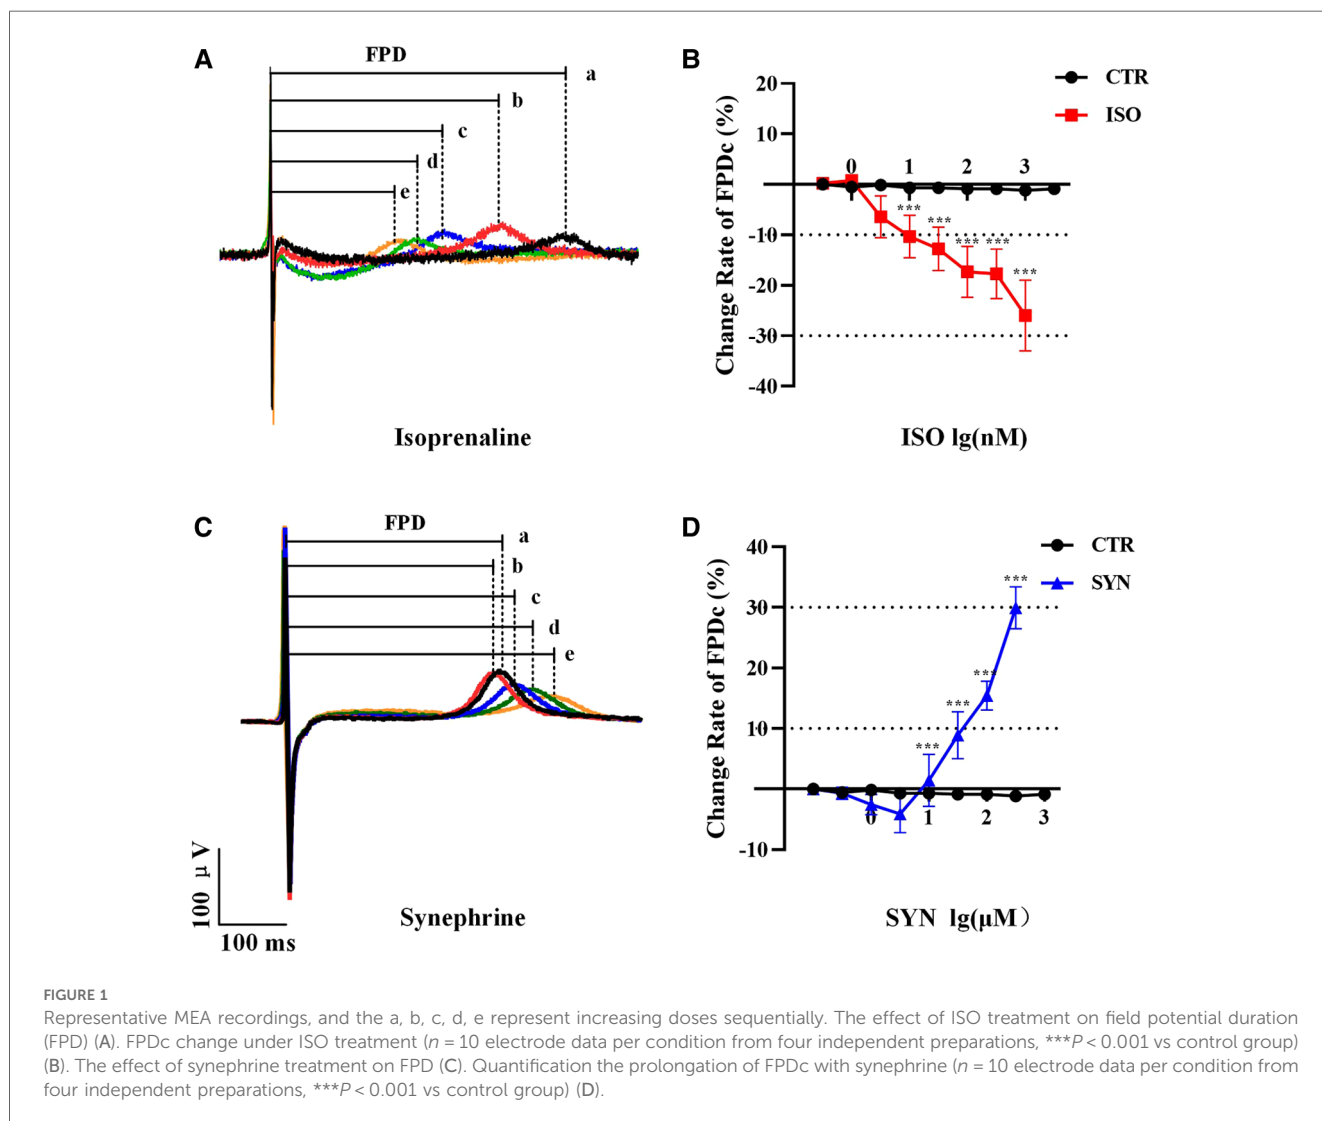 A
FPD
a
b
c
d
e
Isoprenaline
B
CTR
ISO
Change Rate of FPDc (%)
20
10
-10
-20
-30
-40
0
1
2
3
***
***
***
***
***
ISO lg(nM)
C
FPD
a
b
c
d
e
100 μV
100 ms
Synephrine
D
CTR
SYN
Change Rate of FPDc (%)
40
30
20
10
-10
0
1
2
3
***
***
***
***
SYN lg(μM）
FIGURE 1
Representative MEA recordings, and the a, b, c, d, e represent increasing doses sequentially. The effect of ISO treatment on field potential duration
(FPD) (A). FPDc change under ISO treatment (n = 10 electrode data per condition from four independent preparations, ***P < 0.001 vs control group)
(B). The effect of synephrine treatment on FPD (C). Quantification the prolongation of FPDc with synephrine (n = 10 electrode data per condition from
four independent preparations, ***P < 0.001 vs control group) (D).